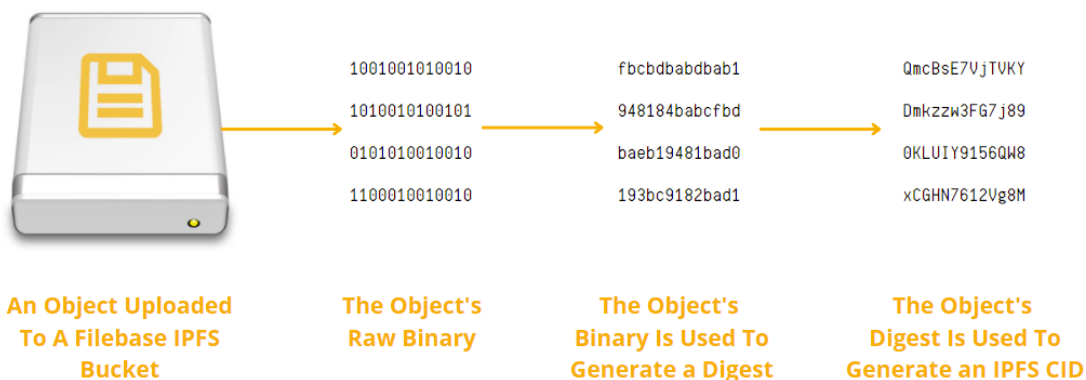 1001001010010
1010010100101
0101010010010
1100010010010
fbcbdbabdbab1
948184babcfbd
baeb19481bad0
193bc9182bad1
QmcBsE7VjTVKY
Dmkzzw3FG7j89
0KLUIY9156QW8
xCGHN7612Vg8M
An Object Uploaded
To A Filebase IPFS
Bucket
The Object's
Raw Binary
The Object's
Binary Is Used To
Generate a Digest
The Object's
Digest Is Used To
Generate an IPFS CID